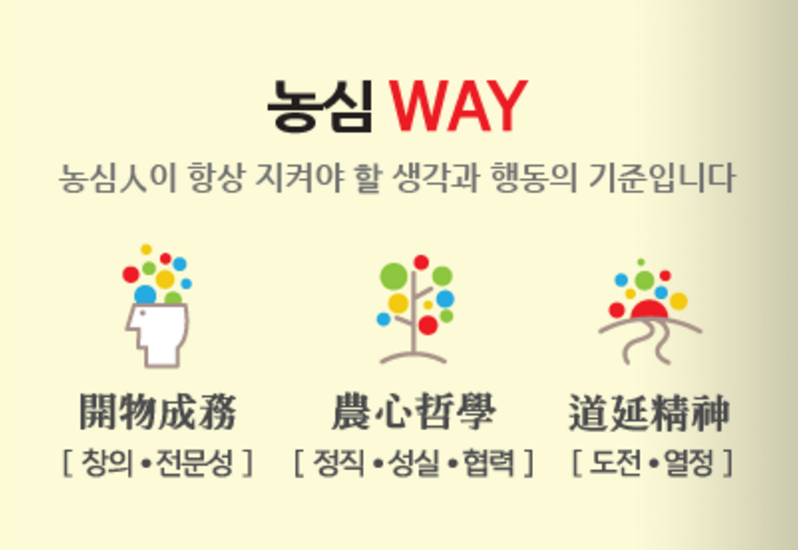 농심 WAY
농심人이 항상 지켜야 할 생각과 행동의 기준입니다
開物成務 農心哲學 道延精神
[ 창의 • 전문성 ] [ 정직 • 성실 • 협력 ] [ 도전 • 열정 ]